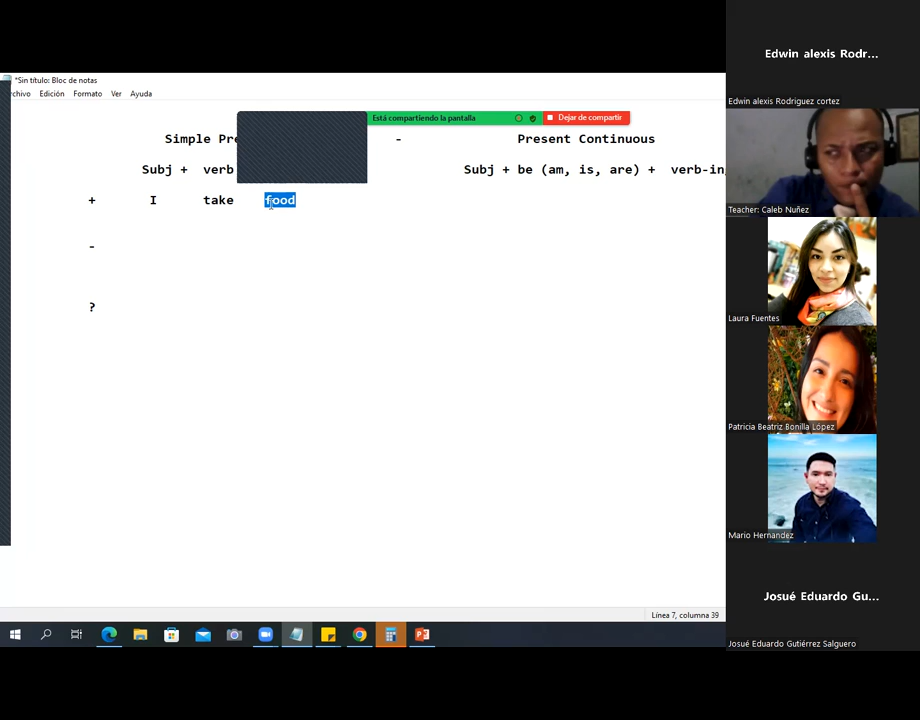 *Sin título: Bloc de notas
rchivo Edición Formato Ver Ayuda
Está compartiendo la pantalla Dejar de compartir
Simple Pre - Present Continuous
Subj + verb Subj + be (am, is, are) + verb-in
+ I take food
-
?
Línea 7, columna 39
Edwin alexis Rodr...
Edwin alexis Rodriguez cortez
Teacher: Caleb Nuñez
Laura Fuentes
Patricia Beatriz Bonilla López
Mario Hernandez
Josué Eduardo Gu...
Josué Eduardo Gutiérrez Salguero